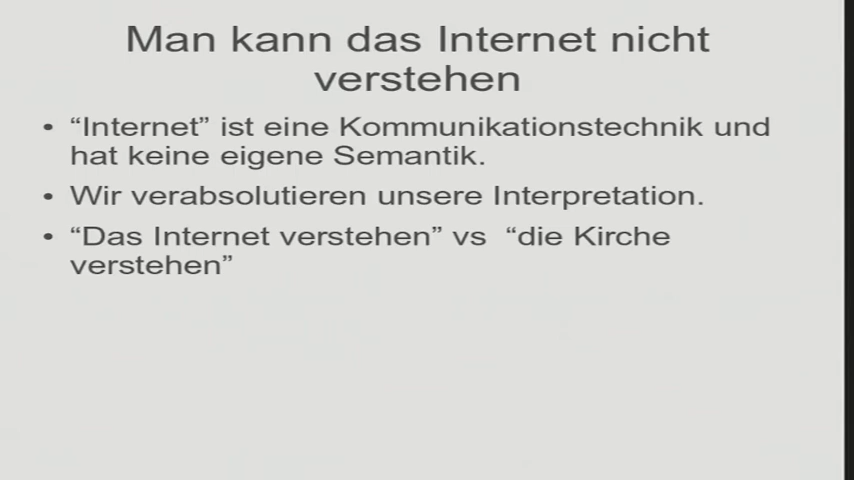 Man kann das Internet nicht
verstehen
• “Internet” ist eine Kommunikationstechnik und
hat keine eigene Semantik.
• Wir verabsolutieren unsere Interpretation.
• “Das Internet verstehen” vs “die Kirche
verstehen”